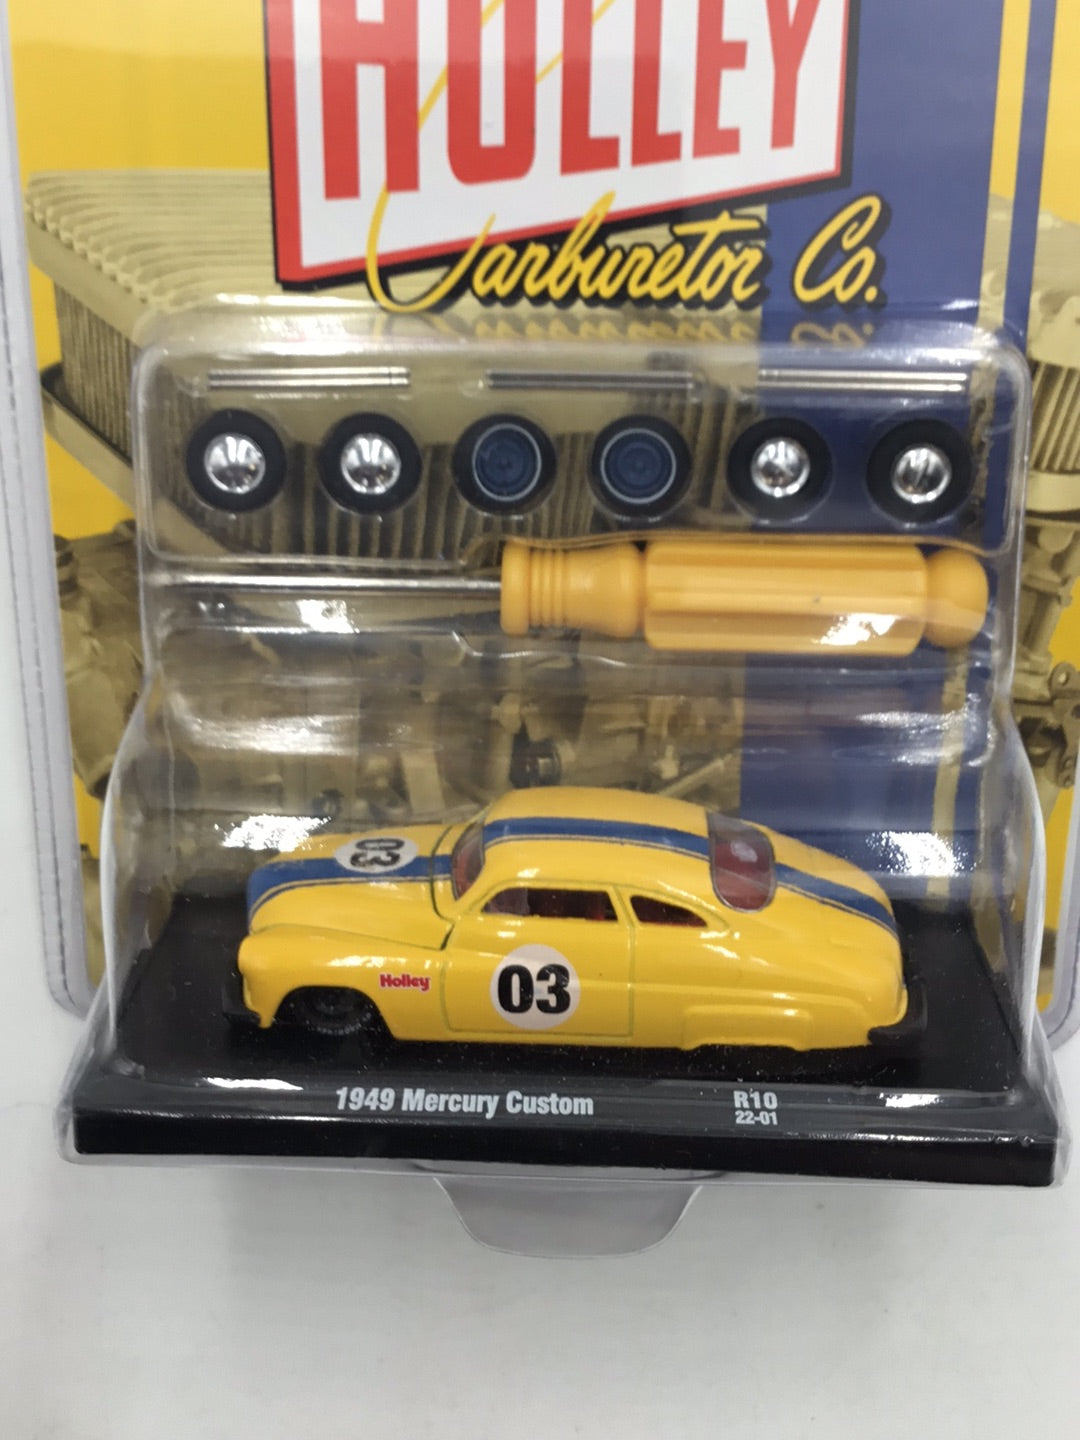 HOLLEY
Carburetor Co.
03
Holley
03
1949 Mercury Custom
R10
22-01